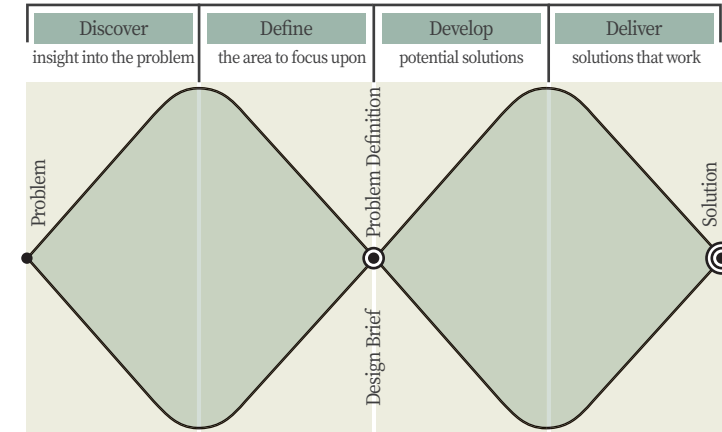 Discover
insight into the problem
Define
the area to focus upon
Develop
potential solutions
Deliver
solutions that work
Problem
Problem Definition
Design Brief
Solution